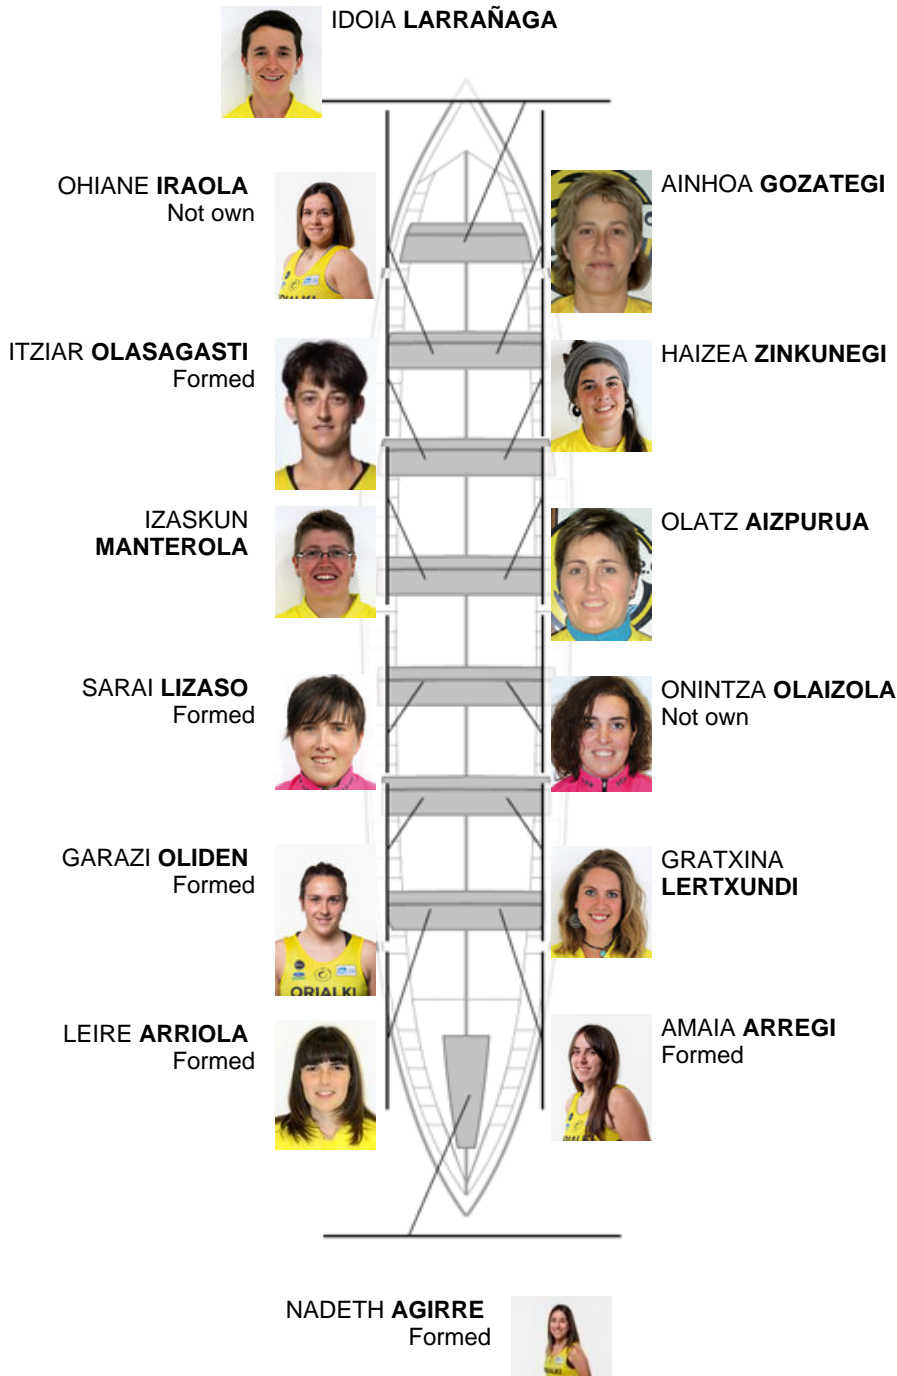 IDOIA LARRAÑAGA
OHIANE IRAOLA
Not own
AINHOA GOZATEGI
ITZIAR OLASAGASTI
Formed
HAIZEA ZINKUNEGI
IZASKUN
MANTEROLA
OLATZ AIZPURUA
SARAI LIZASO
Formed
ONINTZA OLAIZOLA
Not own
GARAZI OLIDEN
Formed
ORIALKI
GRATXINA
LERTXUNDI
LEIRE ARRIOLA
Formed
AMAIA ARREGI
Formed
NADETH AGIRRE
Formed